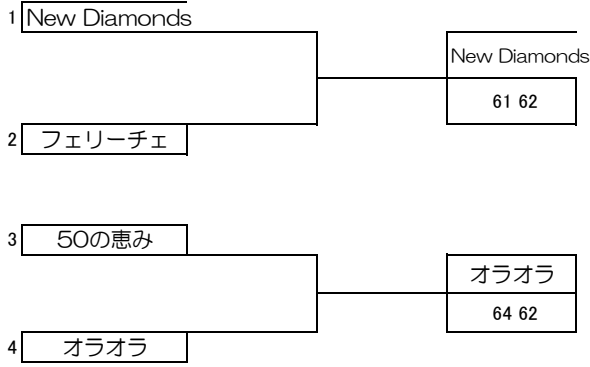 1 New Diamonds
New Diamonds
61 62
2 フェリーチェ
3 50の恵み
オラオラ
64 62
4 オラオラ